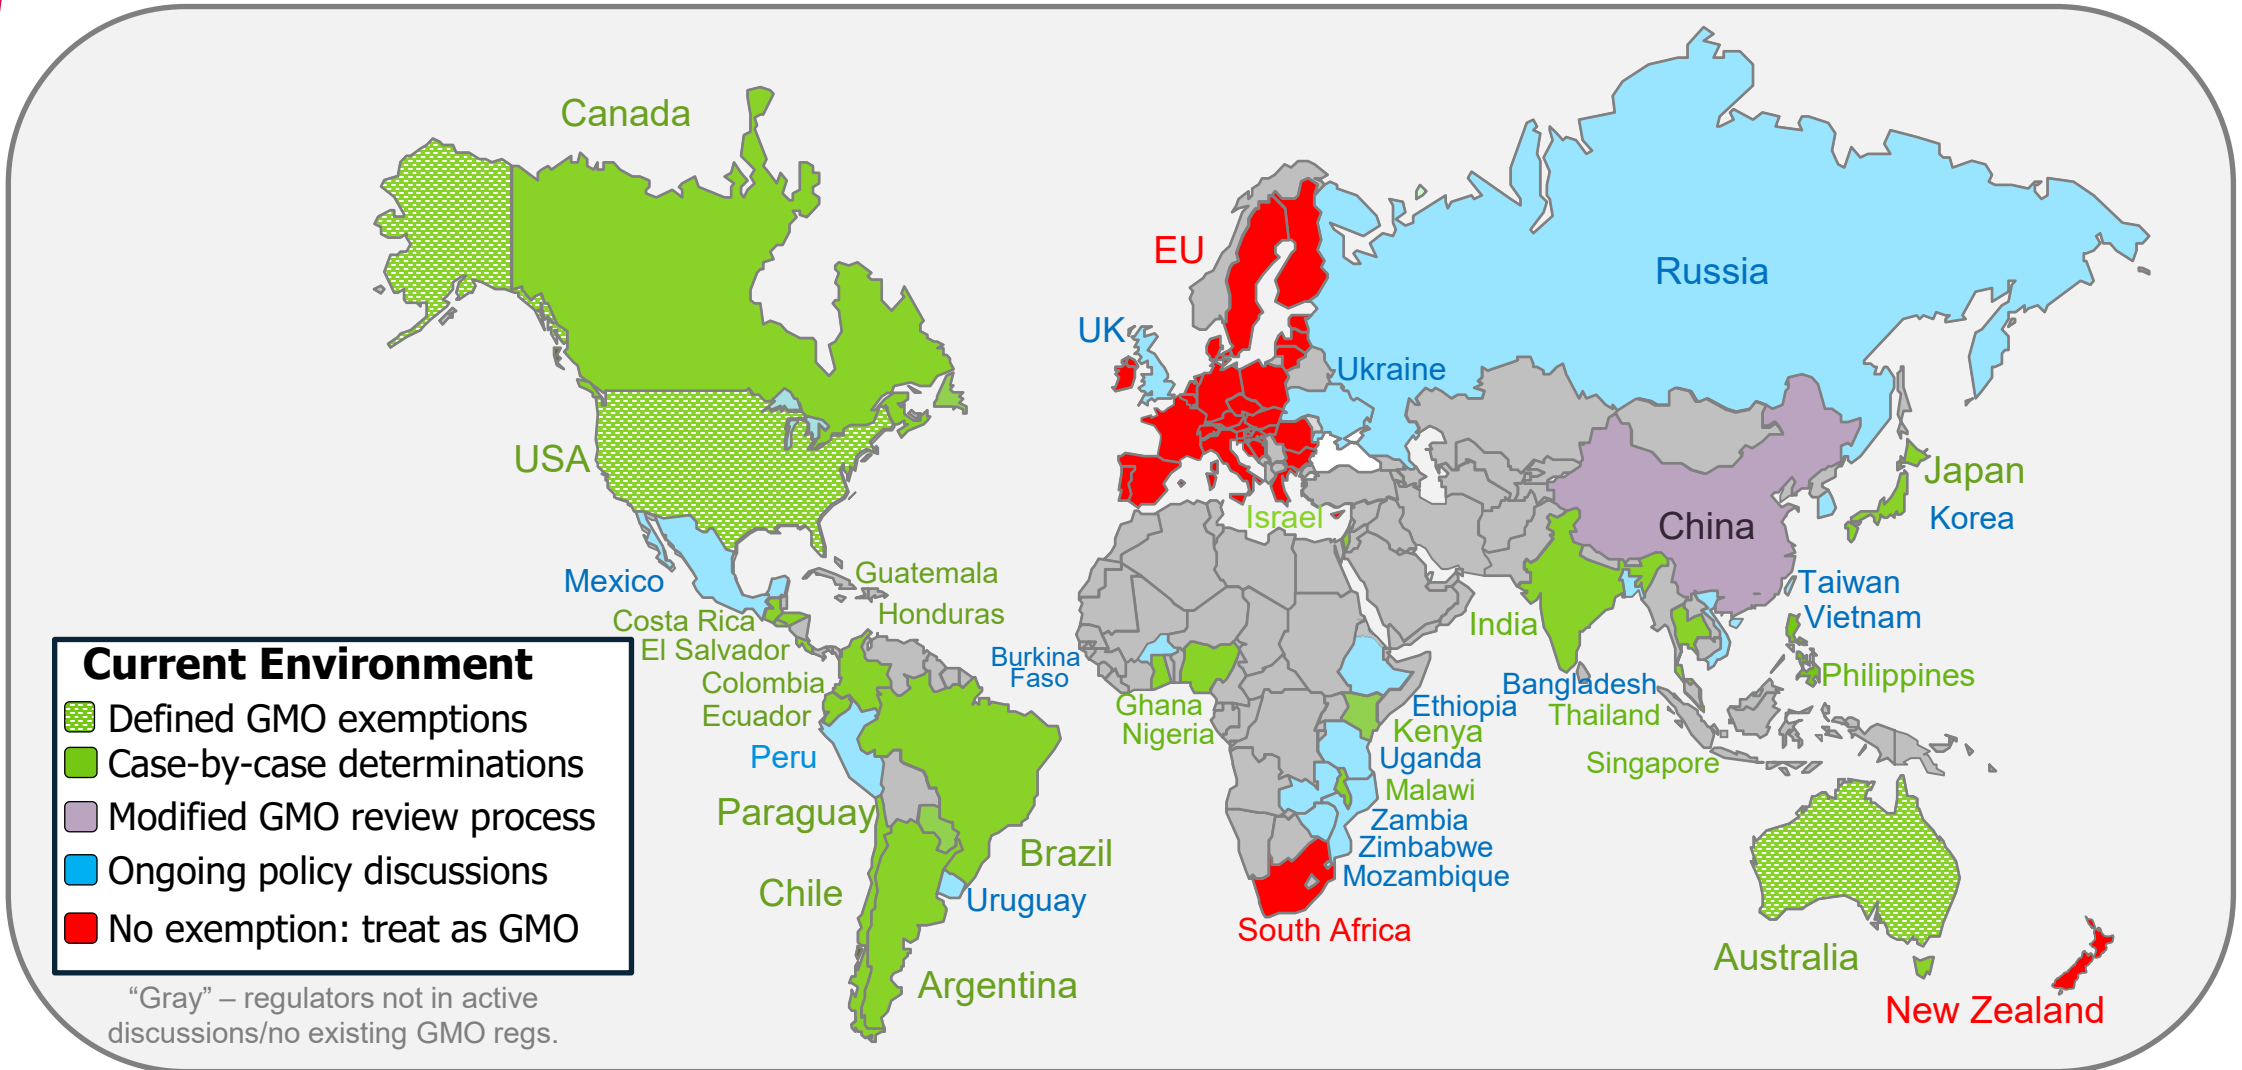 Canada
EU
Russia
UK
Ukraine
USA
Japan
Israel
China
Korea
Mexico
Guatemala
Taiwan
Costa Rica
Honduras
India
Vietnam
El Salvador
Burkina
Faso
Colombia
Bangladesh
Philippines
Ecuador
Ghana
Ethiopia
Thailand
Nigeria
Kenya
Peru
Uganda
Singapore
Malawi
Paraguay
Zambia
Brazil
Zimbabwe
Mozambique
Chile
Uruguay
South Africa
Australia
Argentina
New Zealand
Current Environment
Defined GMO exemptions
Case-by-case determinations
Modified GMO review process
Ongoing policy discussions
No exemption: treat as GMO
“Gray” – regulators not in active
discussions/no existing GMO regs.